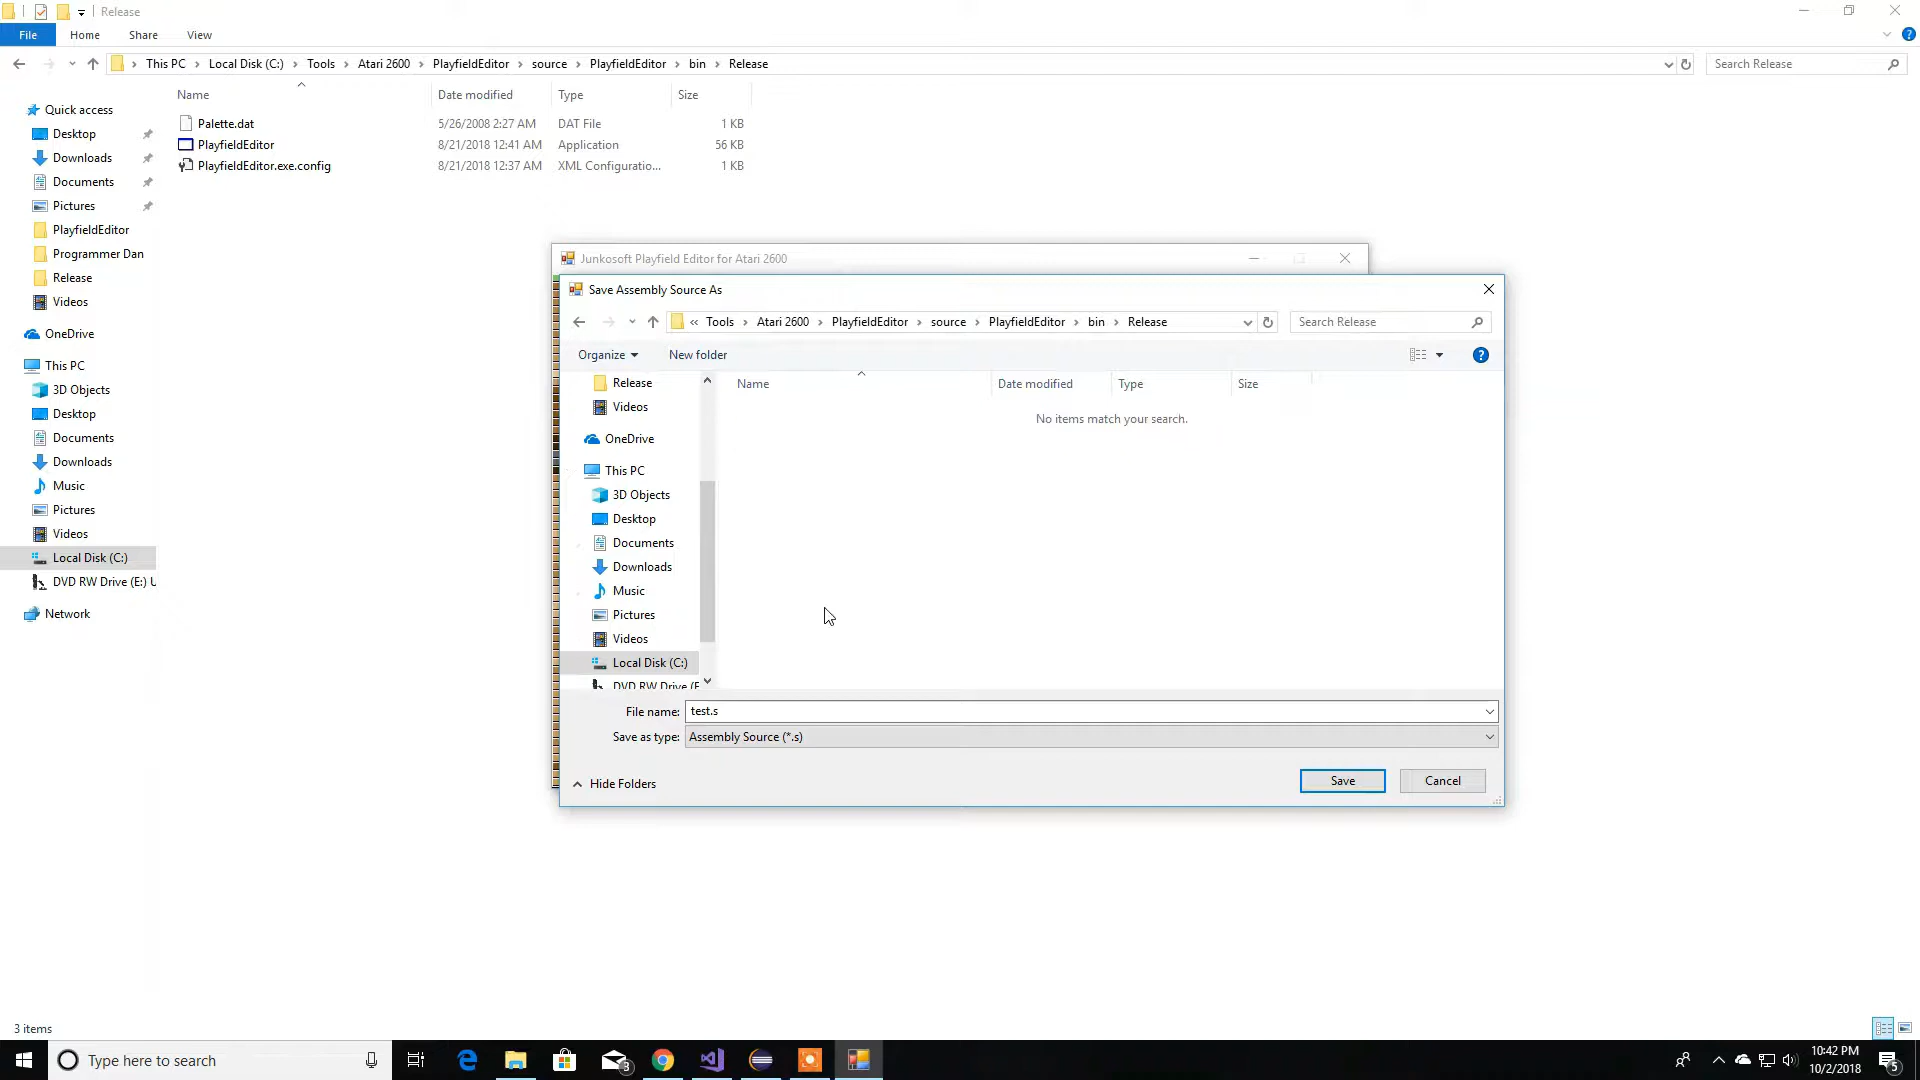 Release
File Home Share View
This PC Local Disk (C:) Tools Atari 2600 PlayfieldEditor source PlayfieldEditor bin Release Search Release
Name Date modified Type Size
Palette.dat 5/26/2008 2:27 AM DAT File 1 KB
PlayfieldEditor 8/21/2018 12:41 AM Application 56 KB
PlayfieldEditor.exe.config 8/21/2018 12:37 AM XML Configuratio... 1 KB
Quick access
Desktop
Downloads
Documents
Pictures
PlayfieldEditor
Programmer Dan
Release
Videos
OneDrive
This PC
3D Objects
Desktop
Documents
Downloads
Music
Pictures
Videos
Local Disk (C:)
DVD RW Drive (E:) U
Network
3 items
Junkosoft Playfield Editor for Atari 2600
Save Assembly Source As
« Tools Atari 2600 PlayfieldEditor source PlayfieldEditor bin Release Search Release
Organize New folder
Release
Videos
OneDrive
This PC
3D Objects
Desktop
Documents
Downloads
Music
Pictures
Videos
Local Disk (C:)
DVD RW Drive (E
Name Date modified Type Size
No items match your search.
File name: test.s
Save as type: Assembly Source (*.s)
Hide Folders Save Cancel
Type here to search
3
10:42 PM
10/2/2018
5